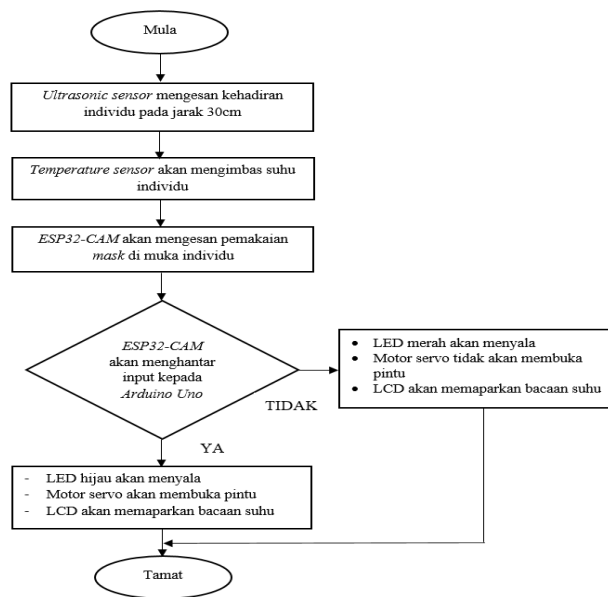 Mula
Ultrasonic sensor mengesan kehadiran
individu pada jarak 30cm
Temperature sensor akan mengimbas suhu
individu
ESP32-CAM akan mengesan pemakaian
mask di muka individu
ESP32-CAM
akan menghantar
input kepada
Arduino Uno
TIDAK
• LED merah akan menyala
• Motor servo tidak akan membuka
pintu
• LCD akan memaparkan bacaan suhu
YA
- LED hijau akan menyala
- Motor servo akan membuka pintu
- LCD akan memaparkan bacaan suhu
Tamat